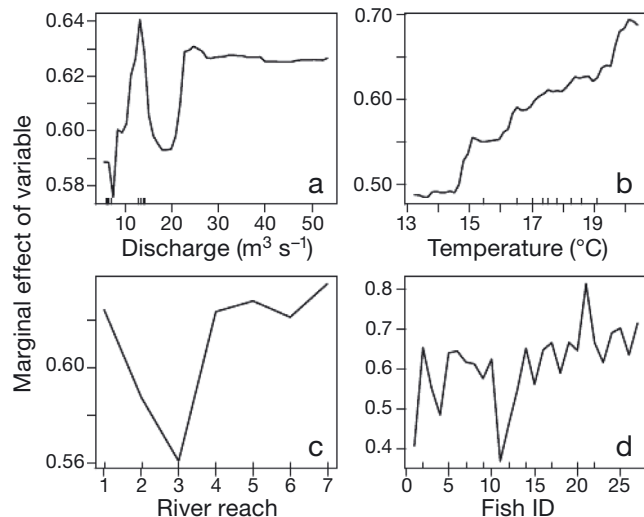 Marginal effect of variable
0.64
0.62
0.60
0.58
a
10 20 30 40 50
Discharge (m³ s⁻¹)
0.70
0.60
0.50
b
13 15 17 19
Temperature (°C)
0.60
0.56
c
1 2 3 4 5 6 7
River reach
0.8
0.7
0.6
0.5
0.4
d
0 5 10 15 20 25
Fish ID